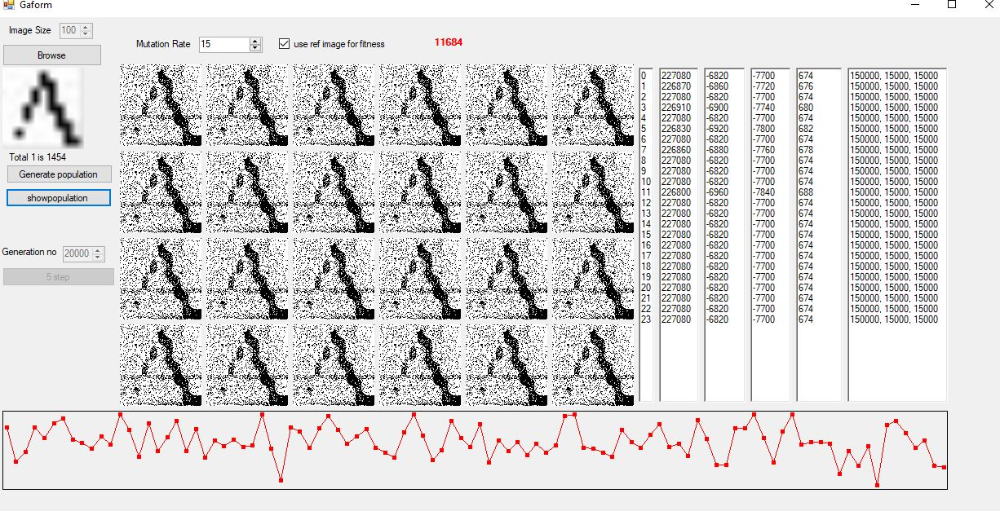 Gaform
Image Size 100
Mutation Rate 15 use ref image for fitness 11684
Browse
Total 1 is 1454
Generate population
showpopulation
Generation no 20000
5 step
0 227080 -6820 -7700 674 150000, 15000, 15000
1 226870 -6860 -7720 676 150000, 15000, 15000
2 227080 -6820 -7700 674 150000, 15000, 15000
3 226910 -6900 -7740 680 150000, 15000, 15000
4 227080 -6820 -7700 674 150000, 15000, 15000
5 226830 -6920 -7800 682 150000, 15000, 15000
6 227080 -6820 -7700 674 150000, 15000, 15000
7 226860 -6880 -7760 678 150000, 15000, 15000
8 227080 -6820 -7700 674 150000, 15000, 15000
9 227080 -6820 -7700 674 150000, 15000, 15000
10 227080 -6820 -7700 674 150000, 15000, 15000
11 226800 -6960 -7840 688 150000, 15000, 15000
12 227080 -6820 -7700 674 150000, 15000, 15000
13 227080 -6820 -7700 674 150000, 15000, 15000
14 227080 -6820 -7700 674 150000, 15000, 15000
15 227080 -6820 -7700 674 150000, 15000, 15000
16 227080 -6820 -7700 674 150000, 15000, 15000
17 227080 -6820 -7700 674 150000, 15000, 15000
18 227080 -6820 -7700 674 150000, 15000, 15000
19 227080 -6820 -7700 674 150000, 15000, 15000
20 227080 -6820 -7700 674 150000, 15000, 15000
21 227080 -6820 -7700 674 150000, 15000, 15000
22 227080 -6820 -7700 674 150000, 15000, 15000
23 227080 -6820 -7700 674 150000, 15000, 15000